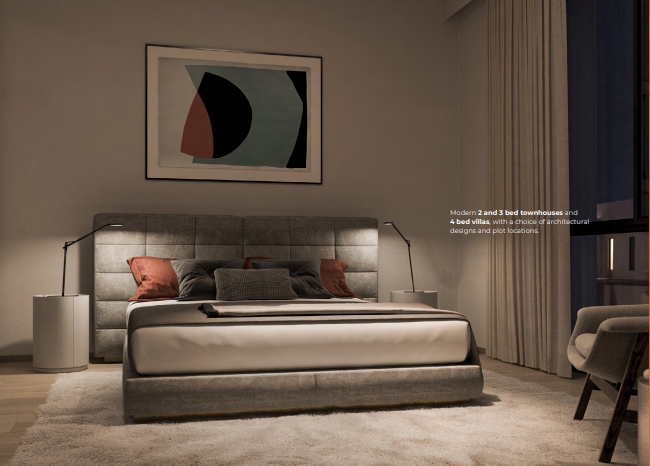 Modern 2 and 3 bed townhouses and
4 bed villas, with a choice of architectural
designs and plot locations.